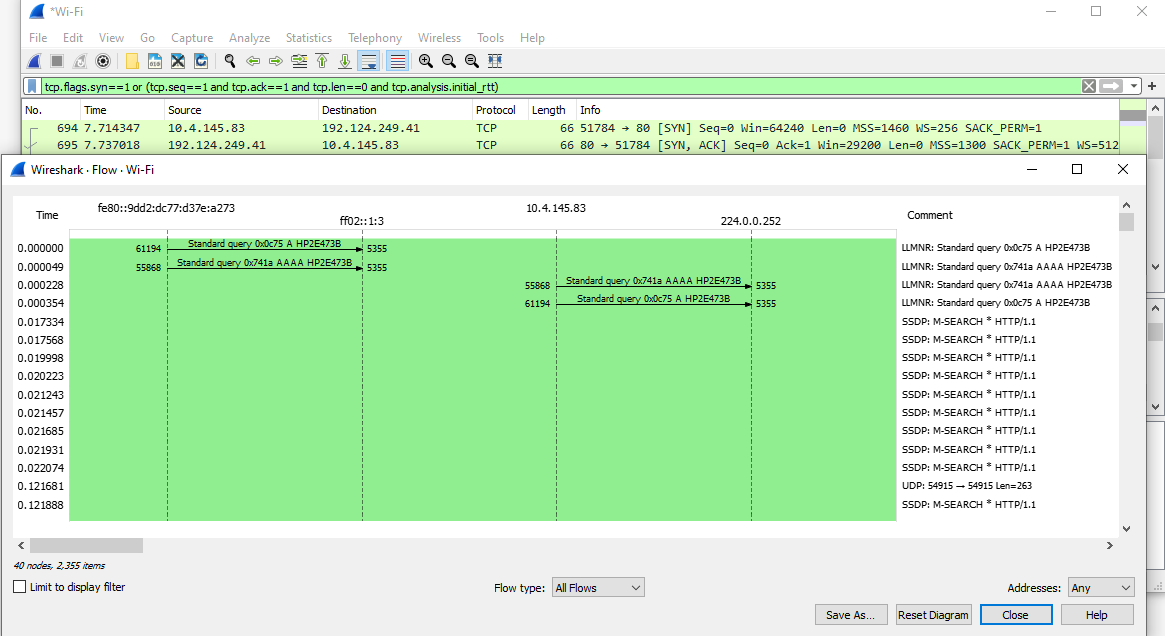 *Wi-Fi
File Edit View Go Capture Analyze Statistics Telephony Wireless Tools Help
tcp.flags.syn==1 or (tcp.seq==1 and tcp.ack==1 and tcp.len==0 and tcp.analysis.initial_rtt)
No. Time Source Destination Protocol Length Info
694 7.714347 10.4.145.83 192.124.249.41 TCP 66 51784 → 80 [SYN] Seq=0 Win=64240 Len=0 MSS=1460 WS=256 SACK_PERM=1
695 7.737018 192.124.249.41 10.4.145.83 TCP 66 80 → 51784 [SYN, ACK] Seq=0 Ack=1 Win=29200 Len=0 MSS=1300 SACK_PERM=1 WS=512
Wireshark · Flow · Wi-Fi
Time fe80::9dd2:dc77:d37e:a273 ff02::1:3 10.4.145.83 224.0.0.252 Comment
0.000000 61194 Standard query 0x0c75 A HP2E473B 5355 LLMNR: Standard query 0x0c75 A HP2E473B
0.000049 55868 Standard query 0x741a AAAA HP2E473B 5355 LLMNR: Standard query 0x741a AAAA HP2E473B
0.000228 55868 Standard query 0x741a AAAA HP2E473B 5355 LLMNR: Standard query 0x741a AAAA HP2E473B
0.000354 61194 Standard query 0x0c75 A HP2E473B 5355 LLMNR: Standard query 0x0c75 A HP2E473B
0.017334 SSDP: M-SEARCH * HTTP/1.1
0.017568 SSDP: M-SEARCH * HTTP/1.1
0.019998 SSDP: M-SEARCH * HTTP/1.1
0.020223 SSDP: M-SEARCH * HTTP/1.1
0.021243 SSDP: M-SEARCH * HTTP/1.1
0.021457 SSDP: M-SEARCH * HTTP/1.1
0.021685 SSDP: M-SEARCH * HTTP/1.1
0.021931 SSDP: M-SEARCH * HTTP/1.1
0.022074 SSDP: M-SEARCH * HTTP/1.1
0.121681 UDP: 54915 → 54915 Len=263
0.121888 SSDP: M-SEARCH * HTTP/1.1
40 nodes, 2,355 items
Limit to display filter Flow type: All Flows Addresses: Any
Save As... Reset Diagram Close Help